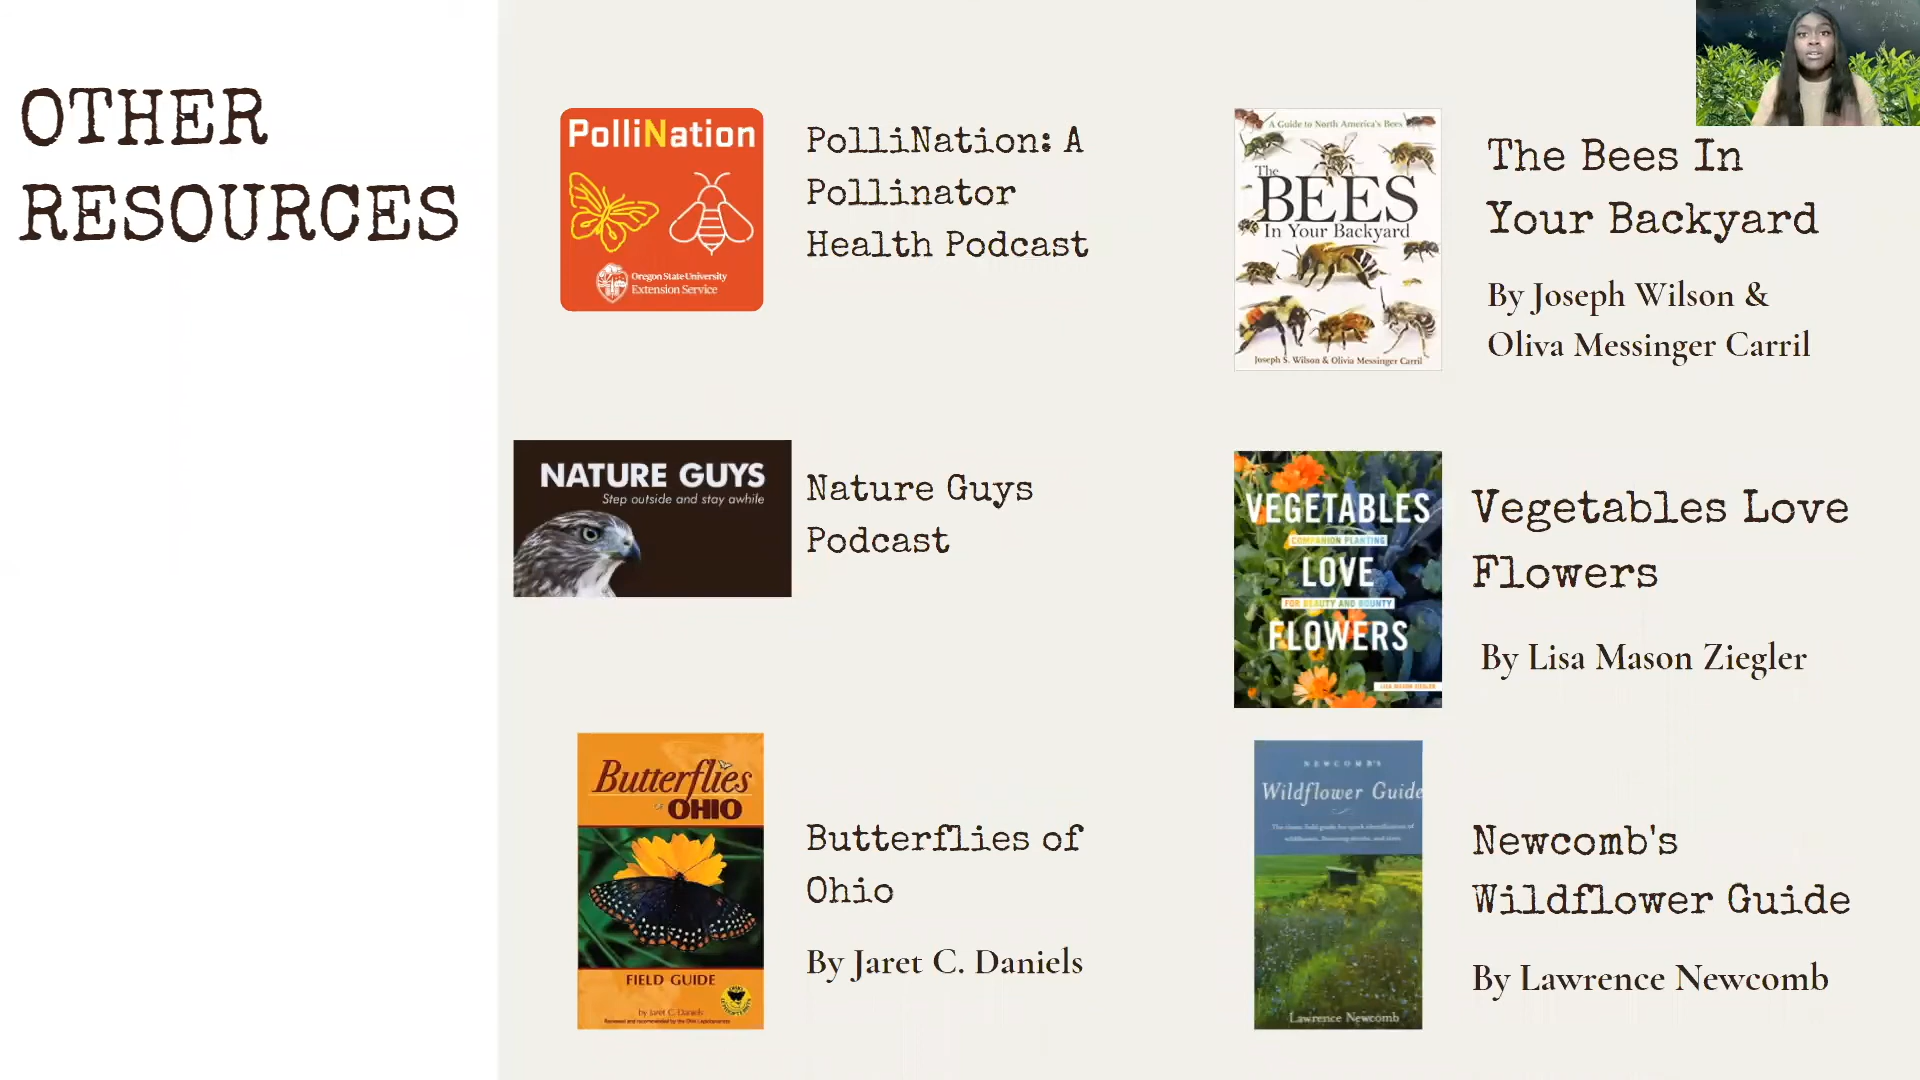 OTHER
RESOURCES
PolliNation
Oregon State University
Extension Service
PolliNation: A
Pollinator
Health Podcast
A Guide to North America's Bees
The
BEES
In Your Backyard
Joseph S. Wilson & Olivia Messinger Carril
The Bees In
Your Backyard
By Joseph Wilson &
Oliva Messinger Carril
NATURE GUYS
Step outside and stay awhile
Nature Guys
Podcast
VEGETABLES
COMPANION PLANTING
LOVE
FOR BEAUTY AND BOUNTY
FLOWERS
LISA MASON ZIEGLER
Vegetables Love
Flowers
By Lisa Mason Ziegler
Butterflies
OF OHIO
FIELD GUIDE
by Jaret C. Daniels
Butterflies of
Ohio
By Jaret C. Daniels
NEWCOMB'S
Wildflower Guide
Lawrence Newcomb
Newcomb's
Wildflower Guide
By Lawrence Newcomb